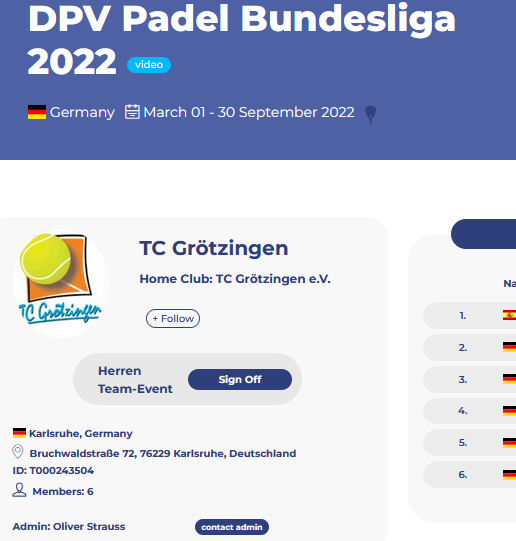 DPV Padel Bundesliga
2022 video
Germany March 01 - 30 September 2022
TC Grötzingen
TC Grötzingen
Home Club: TC Grötzingen e.V.
+ Follow
Herren
Team-Event
Sign Off
Karlsruhe, Germany
Bruchwaldstraße 72, 76229 Karlsruhe, Deutschland
ID: T000243504
Members: 6
Admin: Oliver Strauss
contact admin
Na
1.
2.
3.
4.
5.
6.